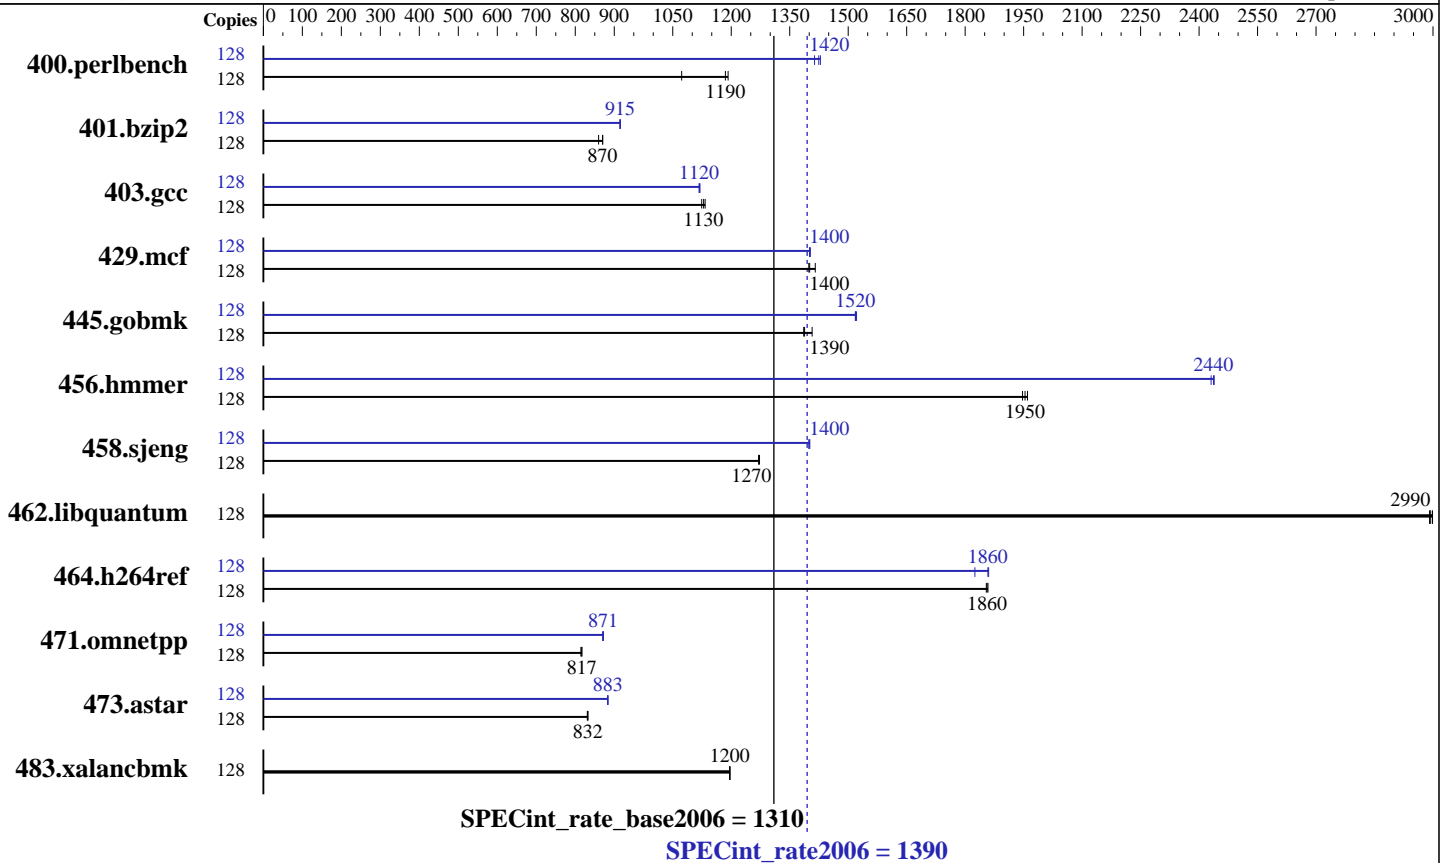 Copies 0 100 200 300 400 500 600 700 800 900 1050 1200 1350 1500 1650 1800 1950 2100 2250 2400 2550 2700 3000
400.perlbench 128 1420
128 1190
401.bzip2 128 915
128 870
403.gcc 128 1120
128 1130
429.mcf 128 1400
128 1400
445.gobmk 128 1520
128 1390
456.hmmer 128 2440
128 1950
458.sjeng 128 1400
128 1270
462.libquantum 128 2990
464.h264ref 128 1860
128 1860
471.omnetpp 128 871
128 817
473.astar 128 883
128 832
483.xalancbmk 128 1200
SPECint_rate_base2006 = 1310
SPECint_rate2006 = 1390